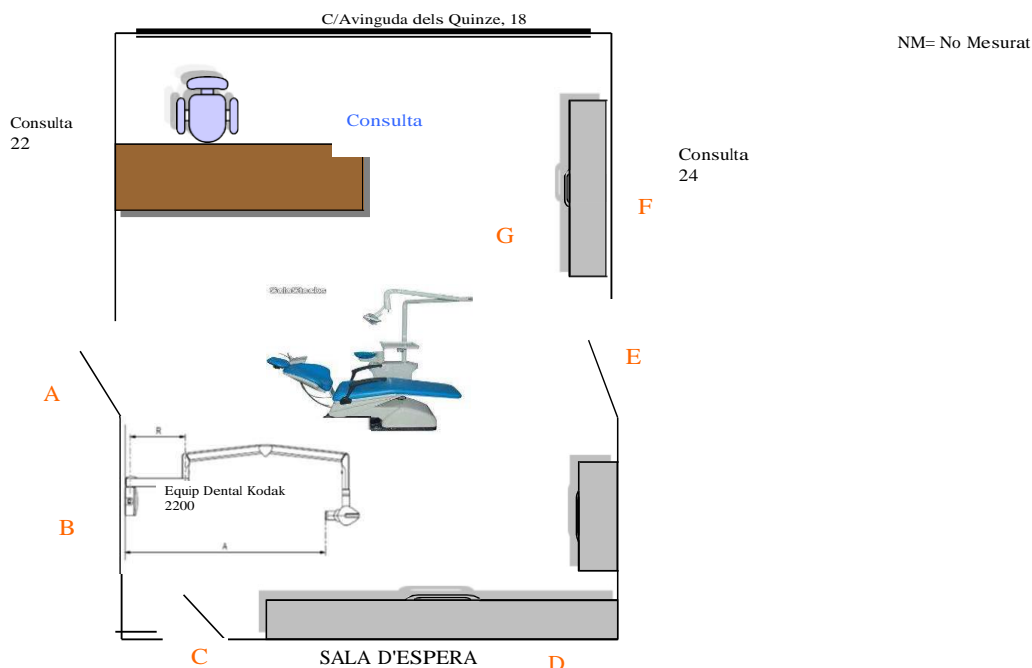 C/Avinguda dels Quinze, 18
NM= No Mesurat
Consulta
22
Consulta
Consulta
24
F
G
E
A
R
Equip Dental Kodak
2200
B
A
C
SALA D'ESPERA
D